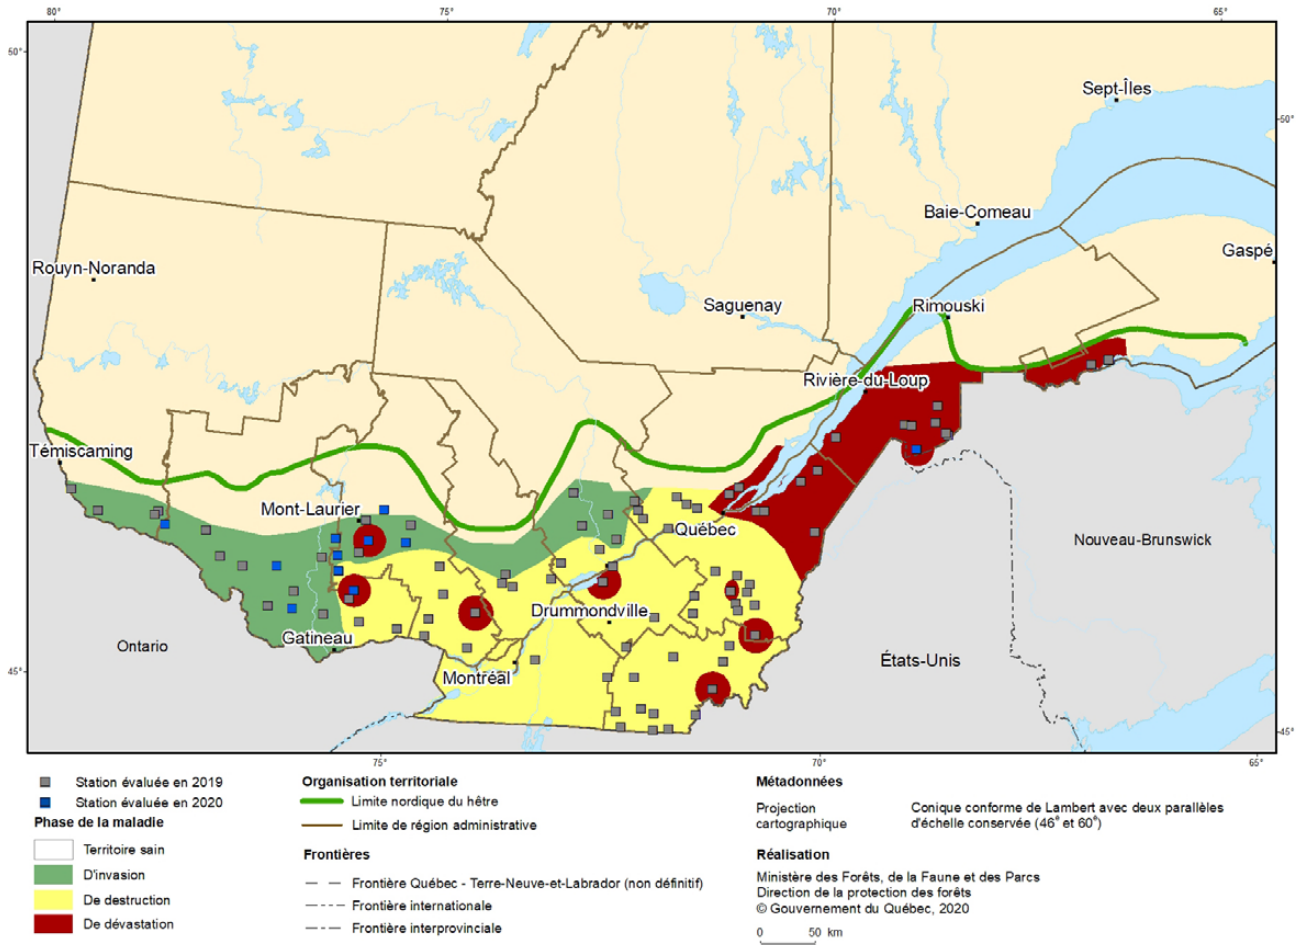 80° 75° 70° 65°
50°
Sept-Îles
50°
Baie-Comeau
Gaspé
Rouyn-Noranda
Saguenay
Rimouski
Rivière-du-Loup
Témiscaming
Mont-Laurier
Québec
Nouveau-Brunswick
Drummondville
Gatineau
Ontario
États-Unis
45°
Montréal
45°
75° 70° 65°
Station évaluée en 2019
Station évaluée en 2020
Phase de la maladie
Territoire sain
D'invasion
De destruction
De dévastation
Organisation territoriale
Limite nordique du hêtre
Limite de région administrative
Frontières
Frontière Québec - Terre-Neuve-et-Labrador (non définitif)
Frontière internationale
Frontière interprovinciale
Métadonnées
Projection
cartographique
Conique conforme de Lambert avec deux parallèles
d'échelle conservée (46° et 60°)
Réalisation
Ministère des Forêts, de la Faune et des Parcs
Direction de la protection des forêts
© Gouvernement du Québec, 2020
0 50 km